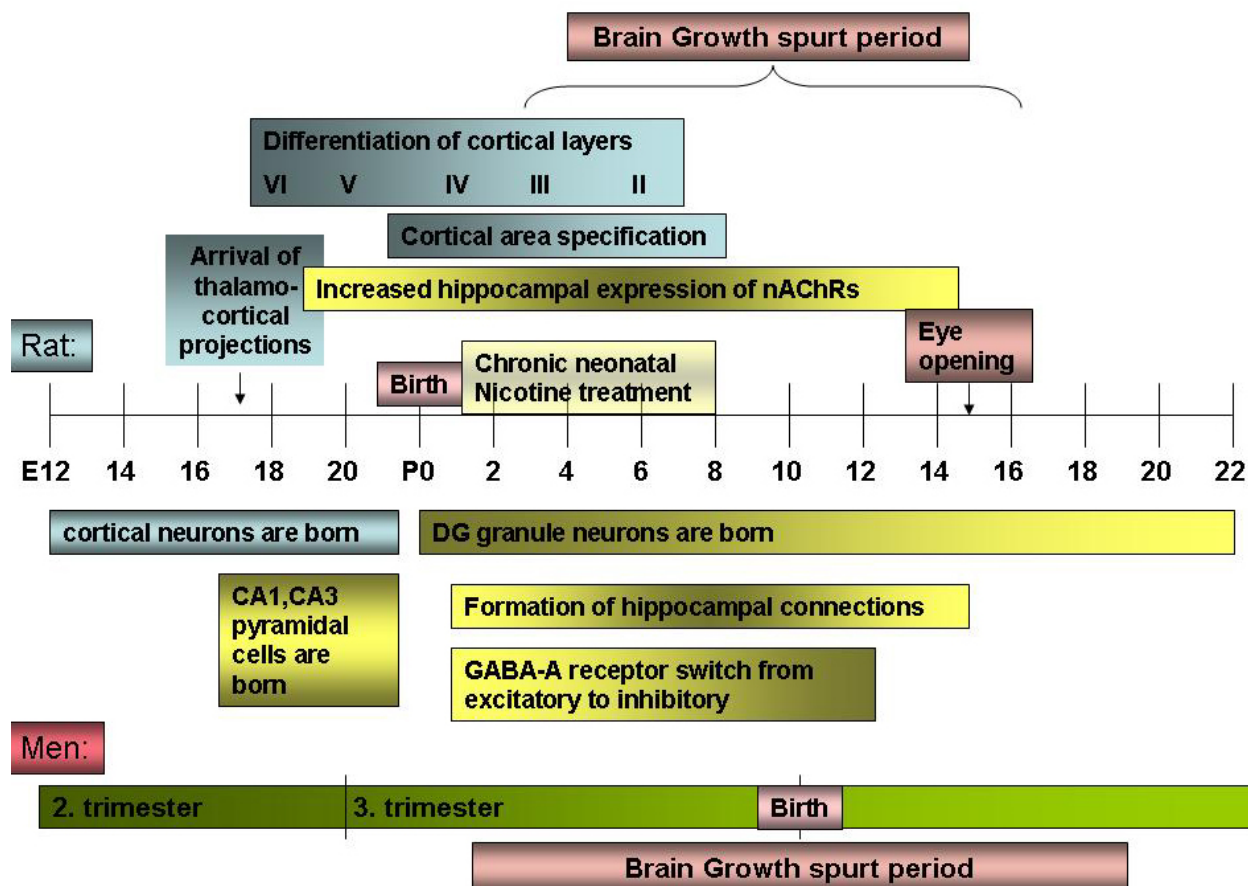 Brain Growth spurt period
Differentiation of cortical layers
VI V IV III II
Cortical area specification
Arrival of
thalamo-
cortical
projections
Increased hippocampal expression of nAChRs
Rat:
Birth
Chronic neonatal
Nicotine treatment
Eye
opening
E12 14 16 18 20 P0 2 4 6 8 10 12 14 16 18 20 22
cortical neurons are born
DG granule neurons are born
CA1,CA3
pyramidal
cells are
born
Formation of hippocampal connections
GABA-A receptor switch from
excitatory to inhibitory
Men:
2. trimester 3. trimester Birth
Brain Growth spurt period